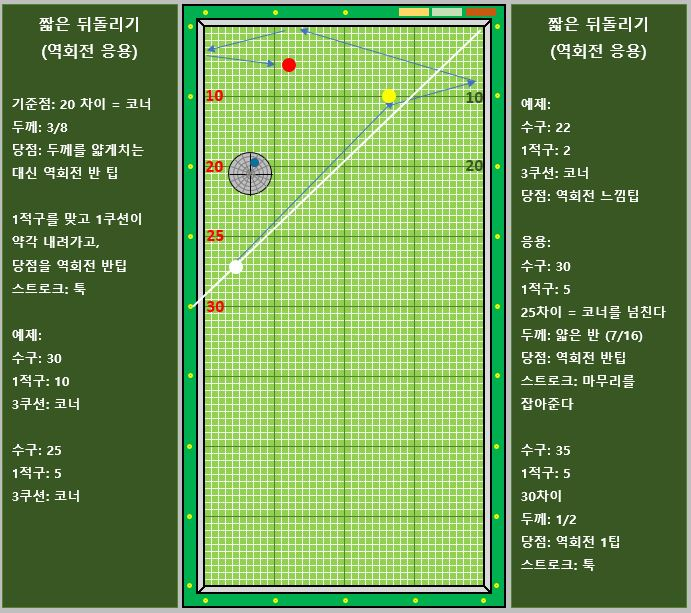 짧은 뒤돌리기
(역회전 응용)
기준점: 20 차이 = 코너
두께: 3/8
당점: 두께를 얇게치는
대신 역회전 반 팁
1적구를 맞고 1쿠션이
약각 내려가고,
당점을 역회전 반팁
스트로크: 툭
예제:
수구: 30
1적구: 10
3쿠션: 코너
수구: 25
1적구: 5
3쿠션: 코너
10
20
25
30
10
20
짧은 뒤돌리기
(역회전 응용)
예제:
수구: 22
1적구: 2
3쿠션: 코너
당점: 역회전 느낌팁
응용:
수구: 30
1적구: 5
25차이 = 코너를 넘친다
두께: 얇은 반 (7/16)
당점: 역회전 반팁
스트로크: 마무리를
잡아준다
수구: 35
1적구: 5
30차이
두께: 1/2
당점: 역회전 1팁
스트로크: 툭